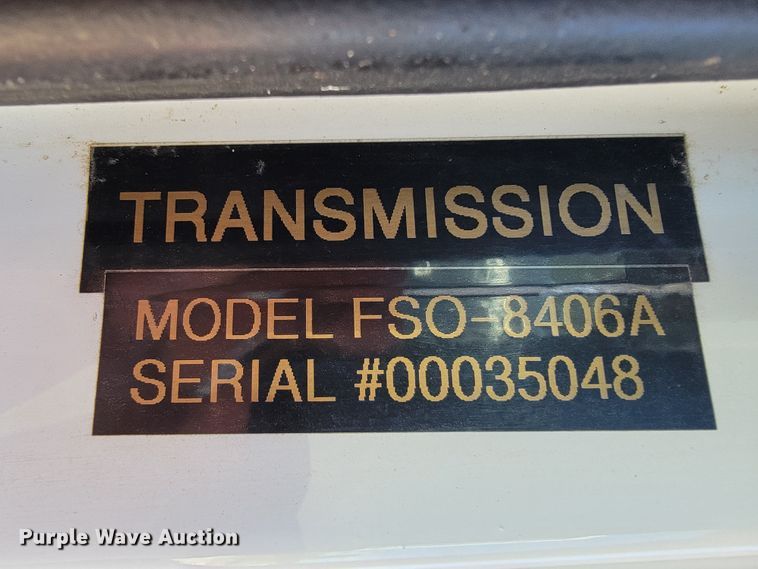 TRANSMISSION
MODEL FSO-8406A
SERIAL #00035048
Purple Wave Auction